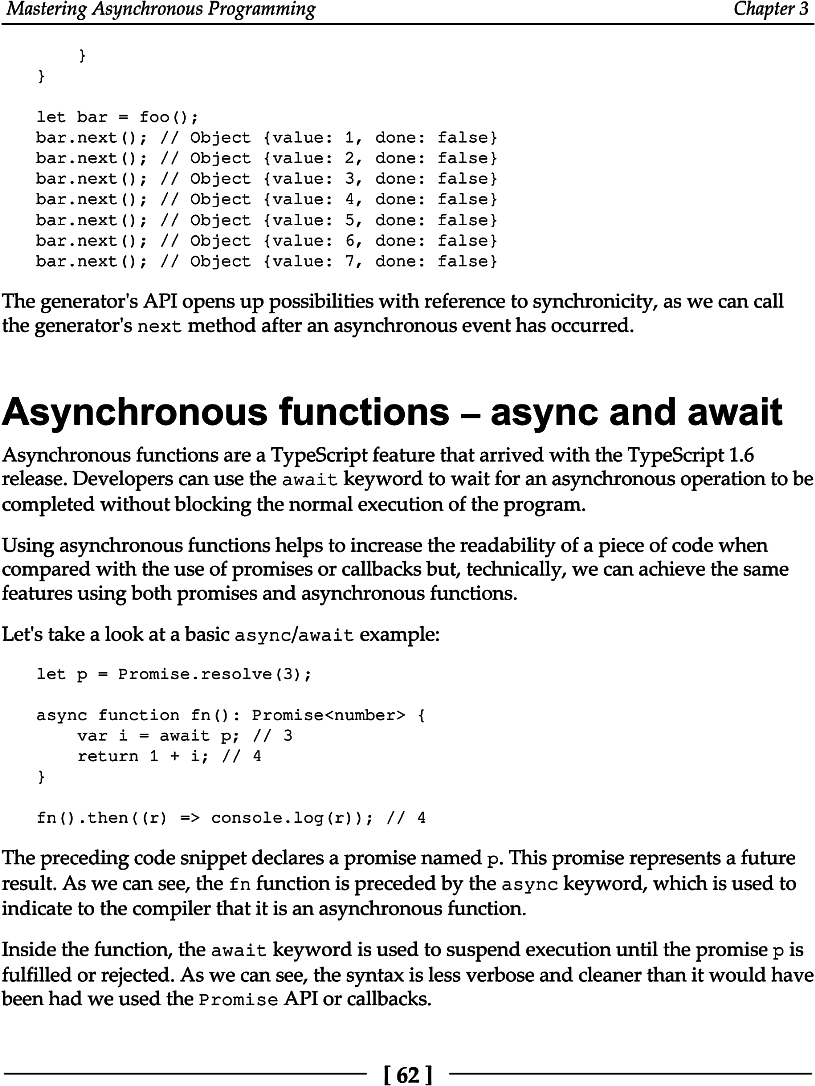 Mastering Asynchronous Programming Chapter 3
    }
}
let bar = foo();
bar.next(); // Object {value: 1, done: false}
bar.next(); // Object {value: 2, done: false}
bar.next(); // Object {value: 3, done: false}
bar.next(); // Object {value: 4, done: false}
bar.next(); // Object {value: 5, done: false}
bar.next(); // Object {value: 6, done: false}
bar.next(); // Object {value: 7, done: false}
The generator's API opens up possibilities with reference to synchronicity, as we can call
the generator's next method after an asynchronous event has occurred.
Asynchronous functions – async and await
Asynchronous functions are a TypeScript feature that arrived with the TypeScript 1.6
release. Developers can use the await keyword to wait for an asynchronous operation to be
completed without blocking the normal execution of the program.
Using asynchronous functions helps to increase the readability of a piece of code when
compared with the use of promises or callbacks but, technically, we can achieve the same
features using both promises and asynchronous functions.
Let's take a look at a basic async/await example:
let p = Promise.resolve(3);
async function fn(): Promise<number> {
    var i = await p; // 3
    return 1 + i; // 4
}
fn().then((r) => console.log(r)); // 4
The preceding code snippet declares a promise named p. This promise represents a future
result. As we can see, the fn function is preceded by the async keyword, which is used to
indicate to the compiler that it is an asynchronous function.
Inside the function, the await keyword is used to suspend execution until the promise p is
fulfilled or rejected. As we can see, the syntax is less verbose and cleaner than it would have
been had we used the Promise API or callbacks.
[ 62 ]